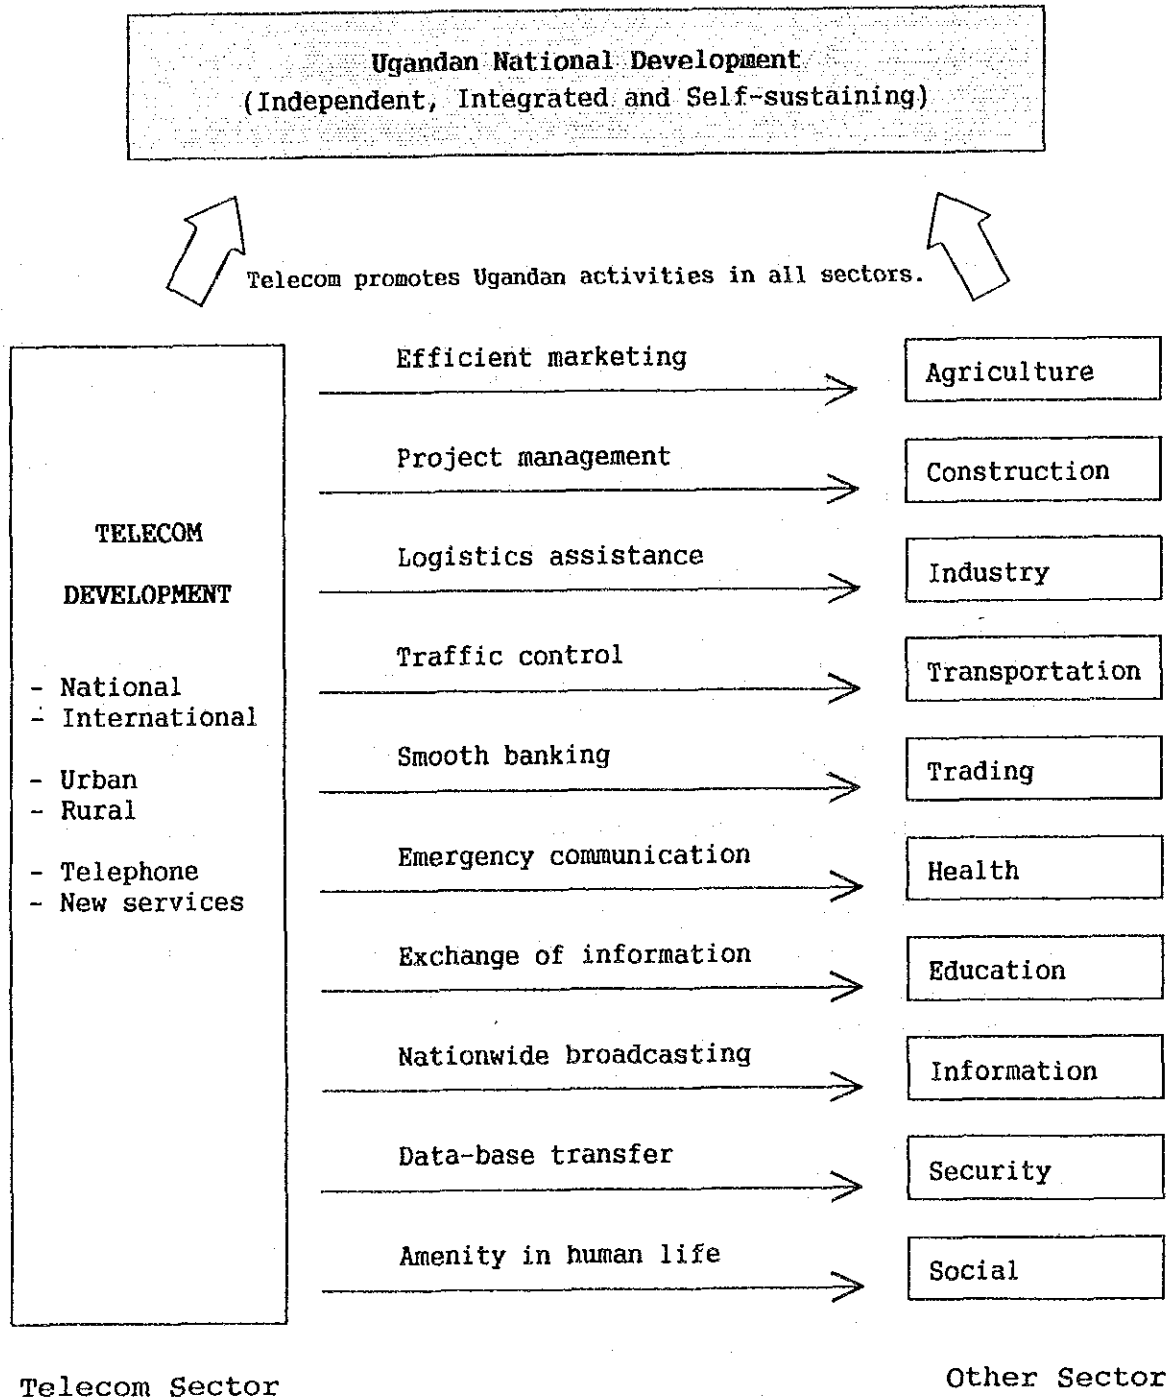 Ugandan National Development
(Independent, Integrated and Self-sustaining)
Telecom promotes Ugandan activities in all sectors.
TELECOM
DEVELOPMENT
- National
- International
- Urban
- Rural
- Telephone
- New services
Efficient marketing
Agriculture
Project management
Construction
Logistics assistance
Industry
Traffic control
Transportation
Smooth banking
Trading
Emergency communication
Health
Exchange of information
Education
Nationwide broadcasting
Information
Data-base transfer
Security
Amenity in human life
Social
Telecom Sector
Other Sector